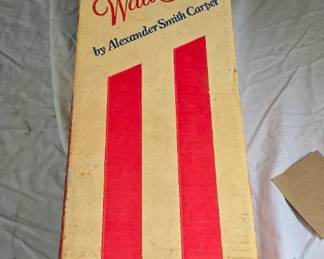 by Alexander Smith Carpet